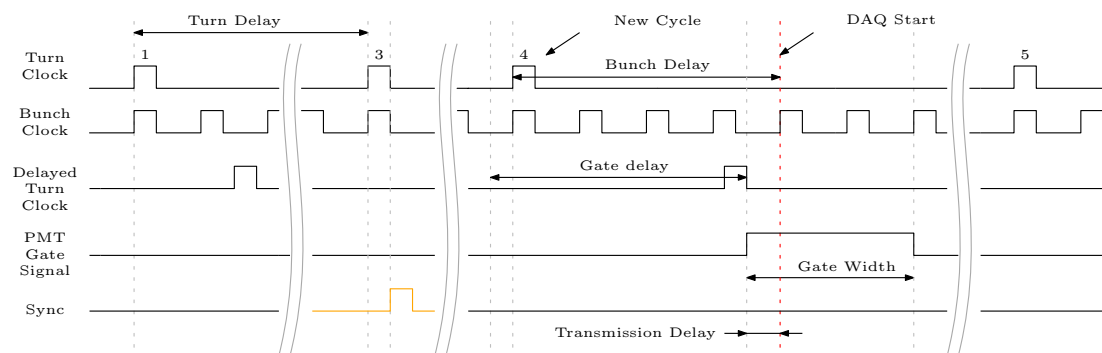 Turn Delay
New Cycle
DAQ Start
Turn
Clock
1
3
4
5
Bunch Delay
Bunch
Clock
Delayed
Turn
Clock
Gate delay
PMT
Gate
Signal
Gate Width
Sync
Transmission Delay